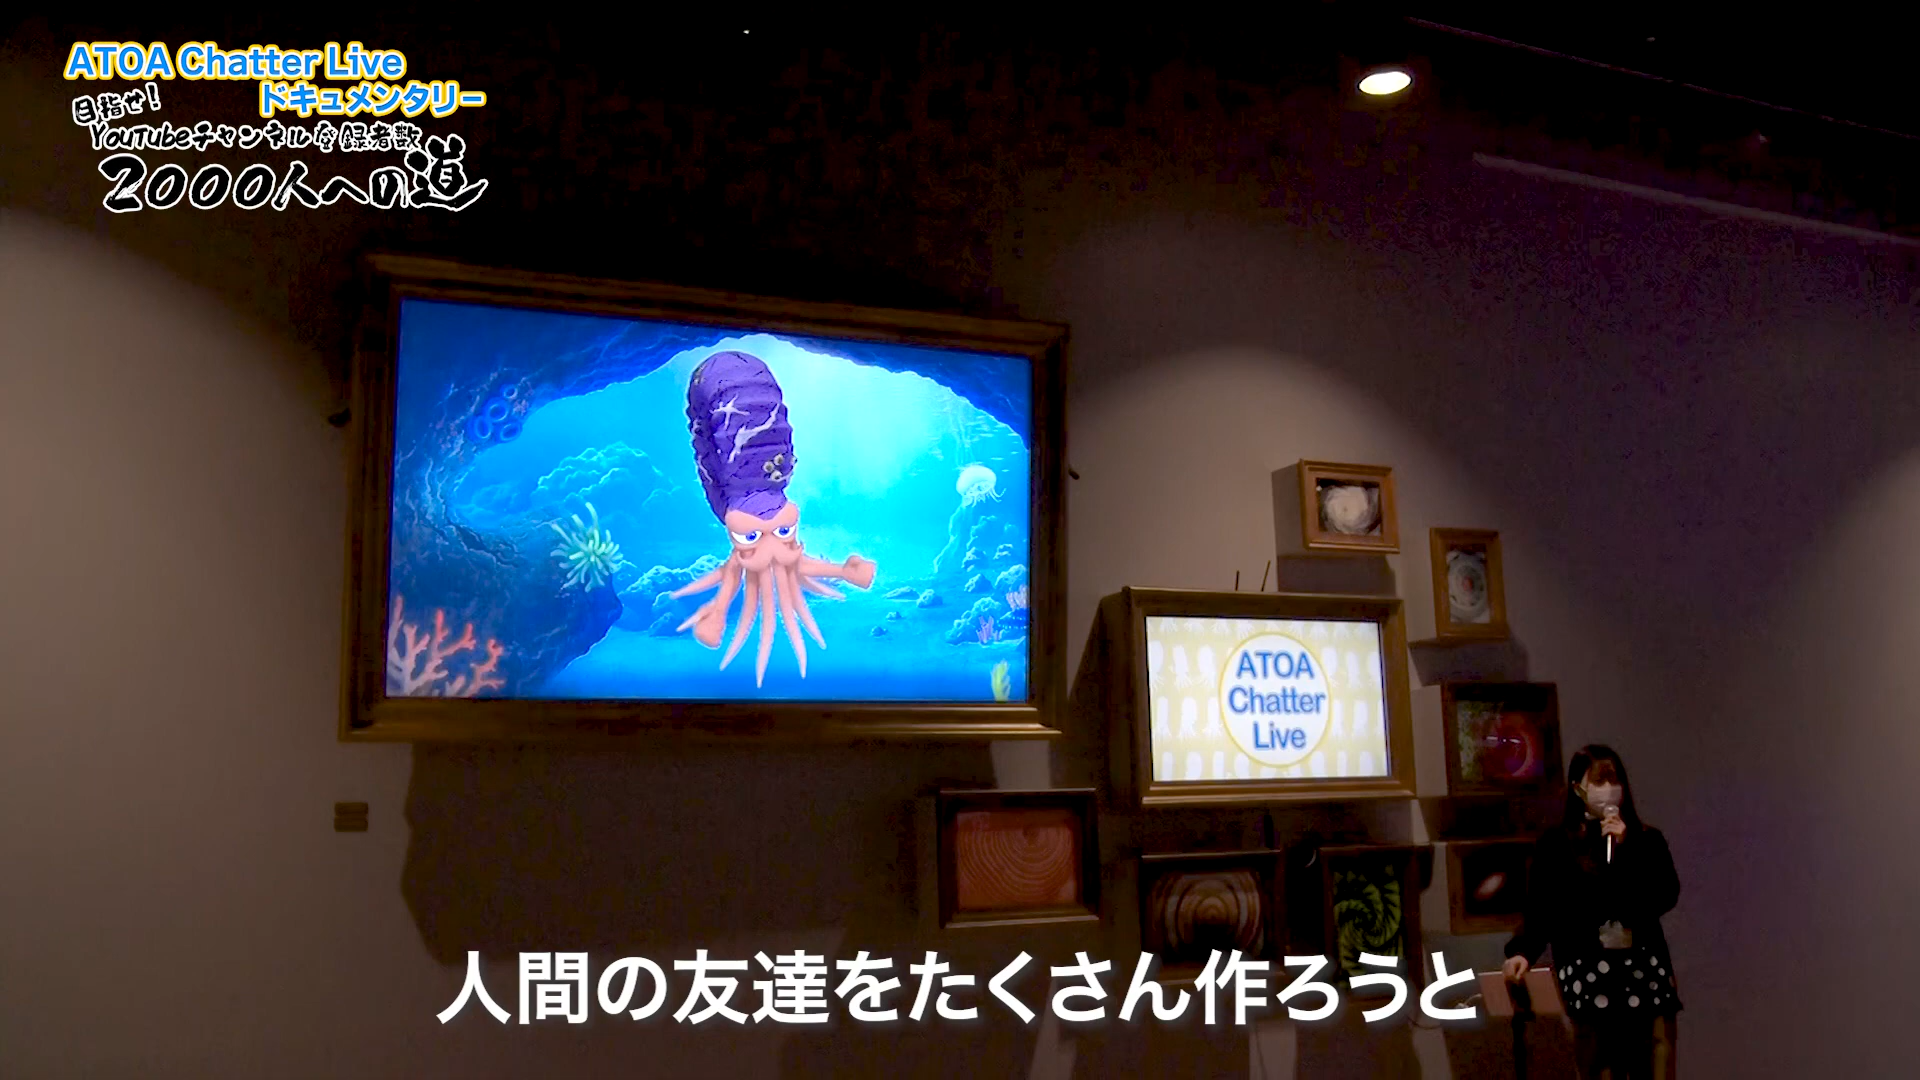 ATOA Chatter Live
ドキュメンタリー
目指せ!
YouTubeチャンネル登録者数
2000人への道
ATOA
Chatter
Live
人間の友達をたくさん作ろうと